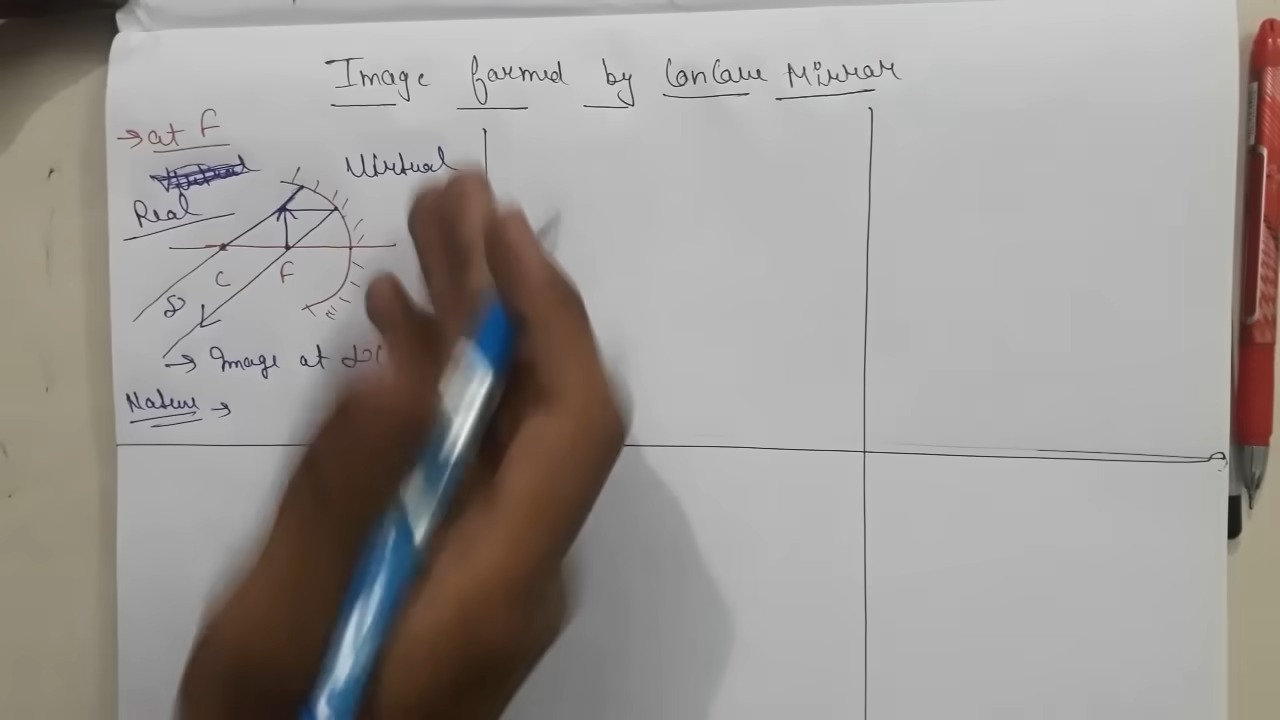 Image formed by Concave Mirror
→ at F
Virtual
Real
C
F
→ Image at
Nature →